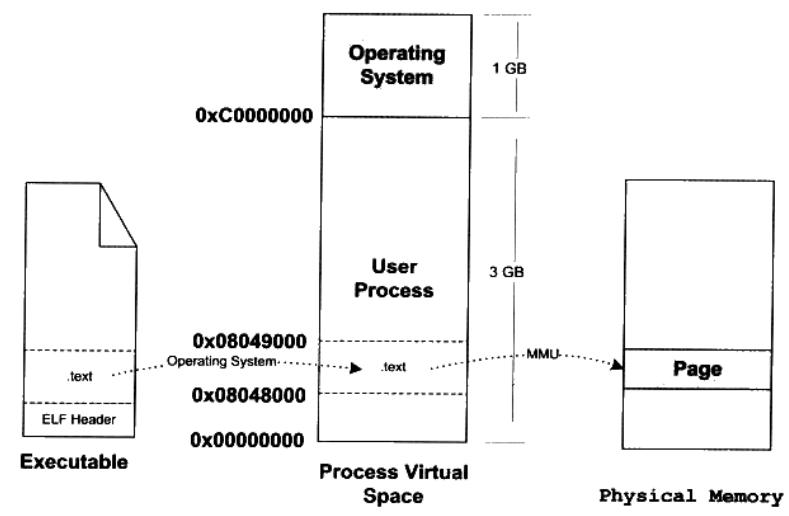 Operating
System
1 GB
0xC0000000
User
Process
3 GB
0x08049000
Operating System
MMU
.text
.text
Page
0x08048000
ELF Header
0x00000000
Executable
Process Virtual
Space
Physical Memory